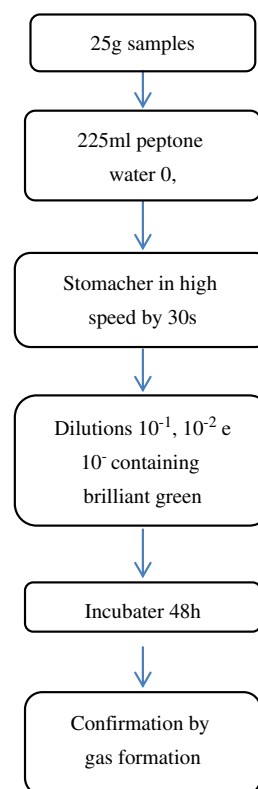 25g samples
225ml peptone
water 0,
Stomacher in high
speed by 30s
Dilutions 10⁻¹, 10⁻² e
10⁻ containing
brilliant green
Incubater 48h
Confirmation by
gas formation